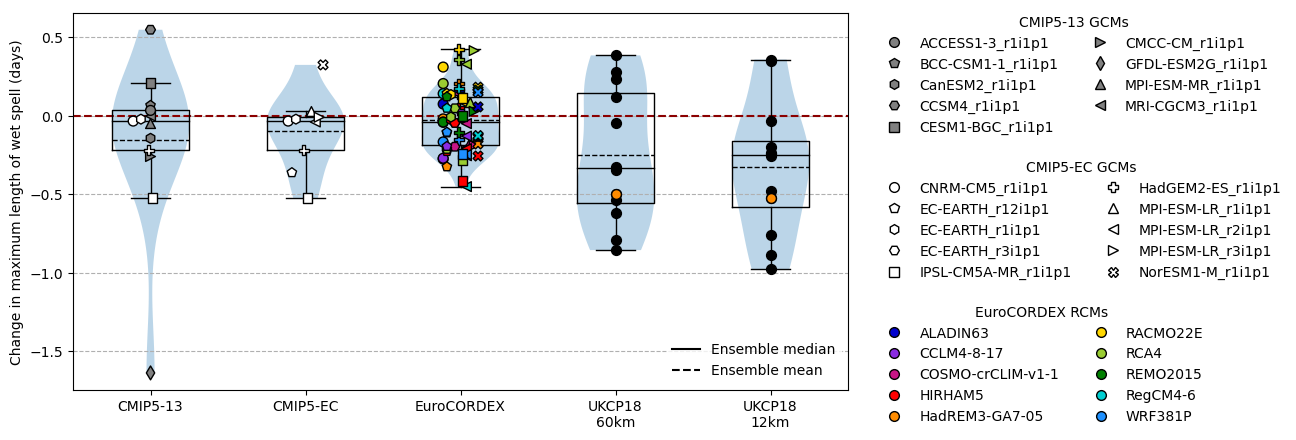 Change in maximum length of wet spell (days)
0.5
0.0
−0.5
−1.0
−1.5
CMIP5-13
CMIP5-EC
EuroCORDEX
UKCP18
60km
UKCP18
12km
Ensemble median
Ensemble mean
CMIP5-13 GCMs
ACCESS1-3_r1i1p1
BCC-CSM1-1_r1i1p1
CanESM2_r1i1p1
CCSM4_r1i1p1
CESM1-BGC_r1i1p1
CMCC-CM_r1i1p1
GFDL-ESM2G_r1i1p1
MPI-ESM-MR_r1i1p1
MRI-CGCM3_r1i1p1
CMIP5-EC GCMs
CNRM-CM5_r1i1p1
EC-EARTH_r12i1p1
EC-EARTH_r1i1p1
EC-EARTH_r3i1p1
IPSL-CM5A-MR_r1i1p1
HadGEM2-ES_r1i1p1
MPI-ESM-LR_r1i1p1
MPI-ESM-LR_r2i1p1
MPI-ESM-LR_r3i1p1
NorESM1-M_r1i1p1
EuroCORDEX RCMs
ALADIN63
CCLM4-8-17
COSMO-crCLIM-v1-1
HIRHAM5
HadREM3-GA7-05
RACMO22E
RCA4
REMO2015
RegCM4-6
WRF381P